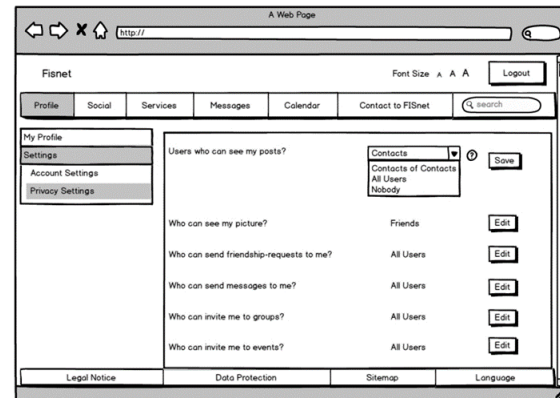 A Web Page
http://
Fisnet
Font Size A A A
Logout
Profile Social Services Messages Calendar Contact to FISnet search
My Profile
Settings
Account Settings
Privacy Settings
Users who can see my posts? Contacts ? Save
Contacts of Contacts
All Users
Nobody
Who can see my picture? Friends Edit
Who can send friendship-requests to me? All Users Edit
Who can send messages to me? All Users Edit
Who can invite me to groups? All Users Edit
Who can invite me to events? All Users Edit
Legal Notice Data Protection Sitemap Language